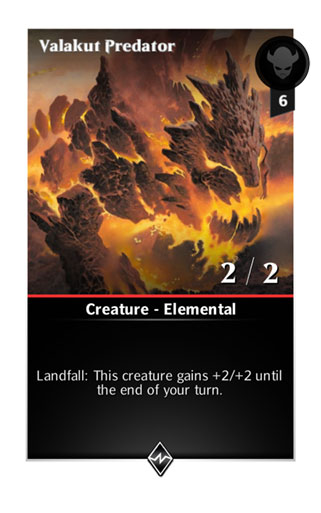 Valakut Predator
6
2 / 2
Creature - Elemental
Landfall: This creature gains +2/+2 until
the end of your turn.